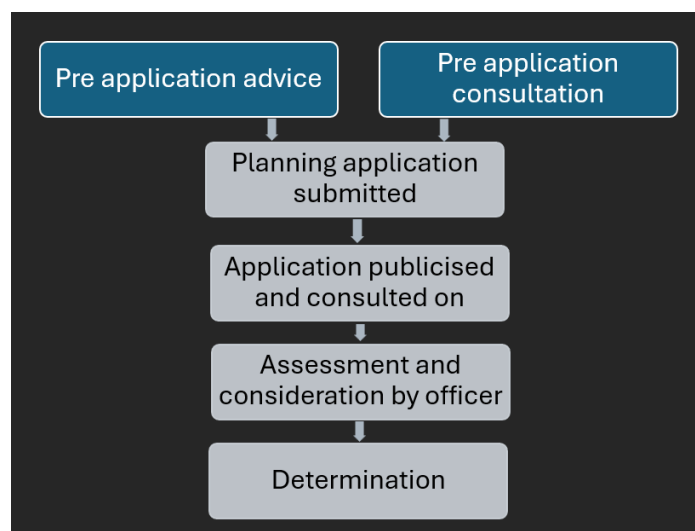 Pre application advice
Pre application
consultation
Planning application
submitted
Application publicised
and consulted on
Assessment and
consideration by officer
Determination